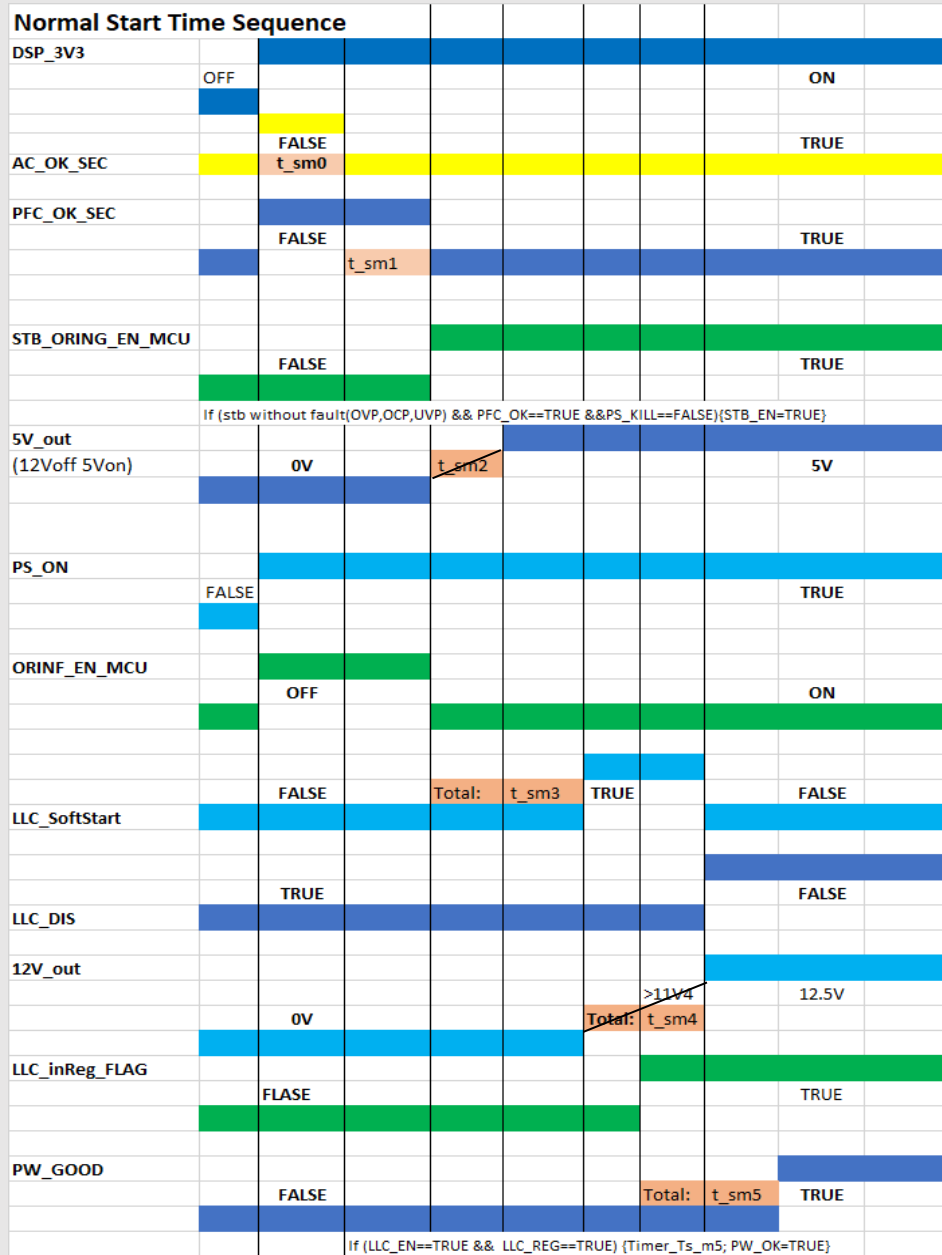 Normal Start Time Sequence
DSP_3V3
OFF ON
FALSE TRUE
AC_OK_SEC t_sm0
PFC_OK_SEC
FALSE TRUE
t_sm1
STB_ORING_EN_MCU
FALSE TRUE
If (stb without fault(OVP,OCP,UVP) && PFC_OK==TRUE &&PS_KILL==FALSE){STB_EN=TRUE}
5V_out
(12Voff 5Von) 0V t_sm2 5V
PS_ON
FALSE TRUE
ORINF_EN_MCU
OFF ON
FALSE Total: t_sm3 TRUE FALSE
LLC_SoftStart
TRUE FALSE
LLC_DIS
12V_out
>11V4 12.5V
0V Total: t_sm4
LLC_inReg_FLAG
FLASE TRUE
PW_GOOD
FALSE Total: t_sm5 TRUE
If (LLC_EN==TRUE && LLC_REG==TRUE) {Timer_Ts_m5; PW_OK=TRUE}